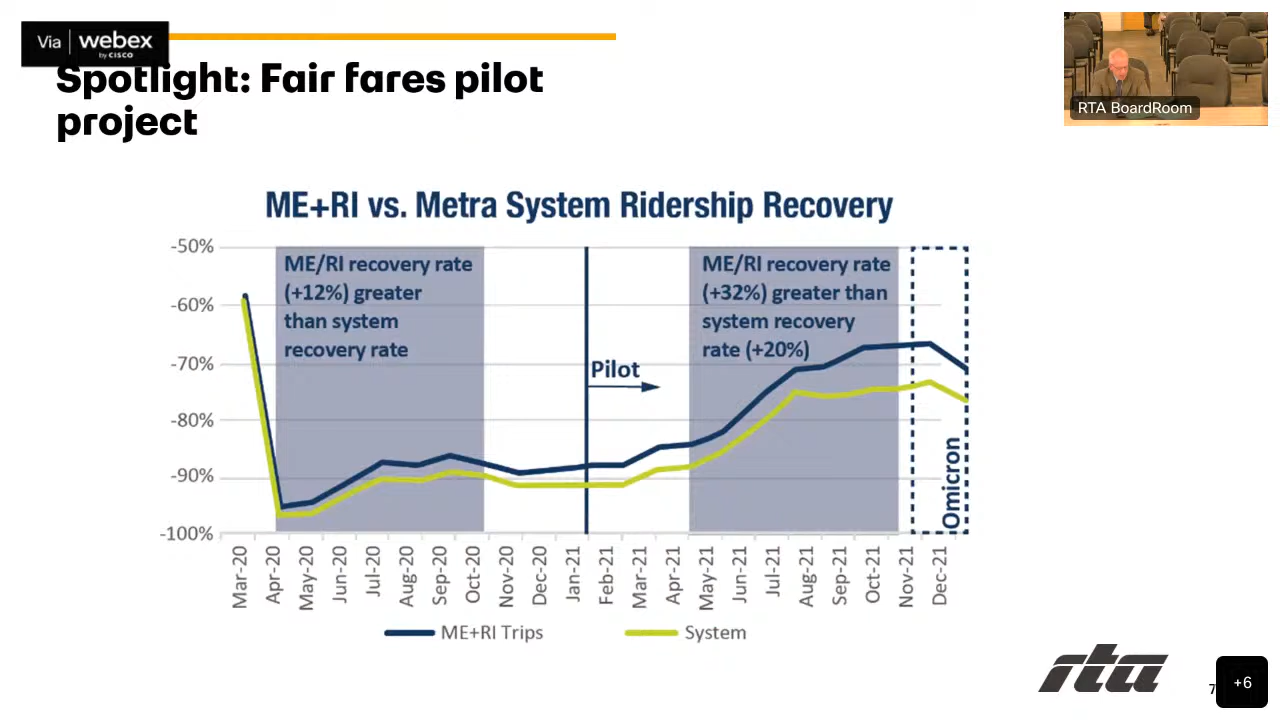 Via | webex
by CISCO
Spotlight: Fair fares pilot
project
RTA BoardRoom
ME+RI vs. Metra System Ridership Recovery
-50%
-60%
-70%
-80%
-90%
-100%
ME/RI recovery rate
(+12%) greater
than system
recovery rate
Pilot
ME/RI recovery rate
(+32%) greater than
system recovery
rate (+20%)
Omicron
Mar-20
Apr-20
May-20
Jun-20
Jul-20
Aug-20
Sep-20
Oct-20
Nov-20
Dec-20
Jan-21
Feb-21
Mar-21
Apr-21
May-21
Jun-21
Jul-21
Aug-21
Sep-21
Oct-21
Nov-21
Dec-21
ME+RI Trips
System
rta
7
+6